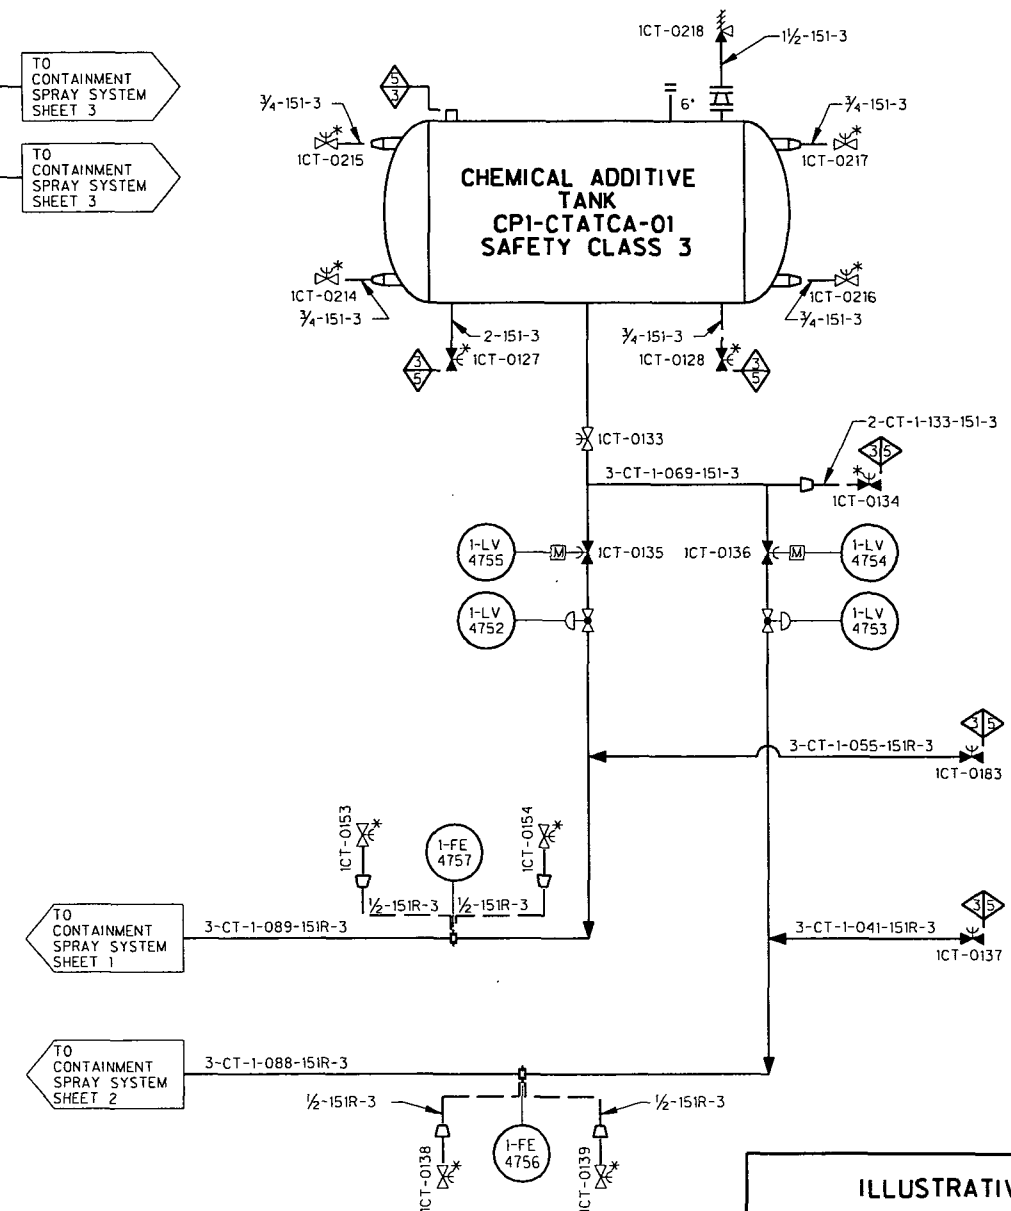 TO
CONTAINMENT
SPRAY SYSTEM
SHEET 3
TO
CONTAINMENT
SPRAY SYSTEM
SHEET 3
1CT-0218
1½-151-3
5
3
6"
¾-151-3
¾-151-3
1CT-0215
1CT-0217
CHEMICAL ADDITIVE
TANK
CP1-CTATCA-01
SAFETY CLASS 3
1CT-0214
1CT-0216
¾-151-3
¾-151-3
2-151-3
¾-151-3
3
5
1CT-0127
1CT-0128
3
5
1CT-0133
2-CT-1-133-151-3
3 5
3-CT-1-069-151-3
1CT-0134
1-LV
4755
M
1CT-0135
1CT-0136
M
1-LV
4754
1-LV
4752
1-LV
4753
3 5
3-CT-1-055-151R-3
1CT-0183
1CT-0153
1-FE
4757
1CT-0154
½-151R-3
½-151R-3
3 5
TO
CONTAINMENT
SPRAY SYSTEM
SHEET 1
3-CT-1-089-151R-3
3-CT-1-041-151R-3
1CT-0137
TO
CONTAINMENT
SPRAY SYSTEM
SHEET 2
3-CT-1-088-151R-3
½-151R-3
½-151R-3
1CT-0138
1-FE
4756
1CT-0139
ILLUSTRATIV